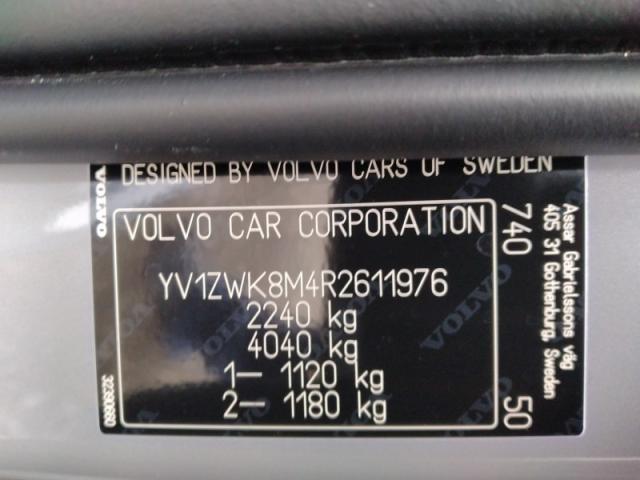 DESIGNED BY VOLVO CARS OF SWEDEN
VOLVO
VOLVO CAR CORPORATION
YV1ZWK8M4R2611976
2240 kg
4040 kg
1– 1120 kg
2– 1180 kg
740
50
Assar Gabrielssons väg
405 31 Gothenburg, Sweden